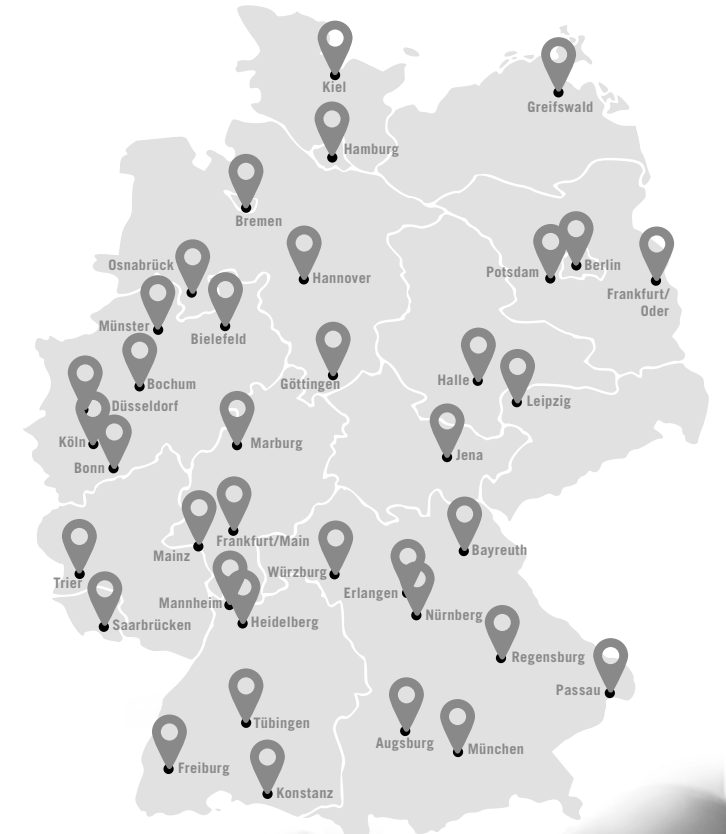 Kiel
Greifswald
Hamburg
Bremen
Osnabrück
Hannover
Potsdam
Berlin
Frankfurt/
Oder
Münster
Bielefeld
Bochum
Göttingen
Halle
Leipzig
Düsseldorf
Köln
Marburg
Jena
Bonn
Mainz
Frankfurt/Main
Bayreuth
Trier
Würzburg
Erlangen
Mannheim
Nürnberg
Saarbrücken
Heidelberg
Regensburg
Passau
Tübingen
Augsburg
München
Freiburg
Konstanz